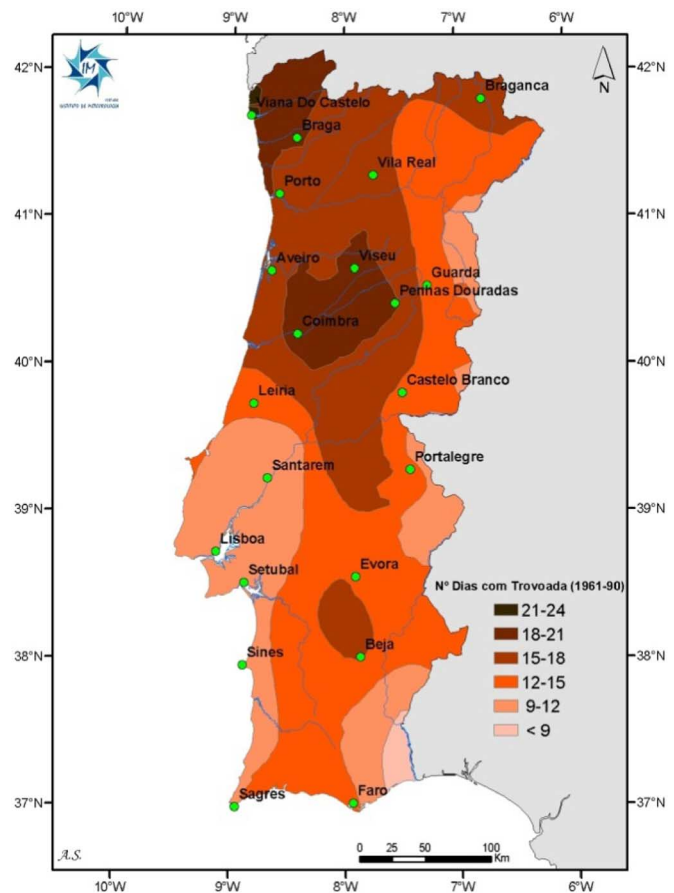 10°W 9°W 8°W 7°W 6°W
42°N
41°N
40°N
39°N
38°N
37°N
42°N
41°N
40°N
39°N
38°N
37°N
IM
N
Braganca
Viana Do Castelo
Braga
Vila Real
Porto
Aveiro
Viseu
Guarda
Pennas Douradas
Coimbra
Castelo Branco
Leiria
Portalegre
Santarem
Lisboa
Evora
Setubal
Beja
Sines
Sagres
Faro
Nº Dias com Trovoada (1961-90)
21-24
18-21
15-18
12-15
9-12
< 9
A.S.
0 25 50 100
Km
10°W 9°W 8°W 7°W 6°W